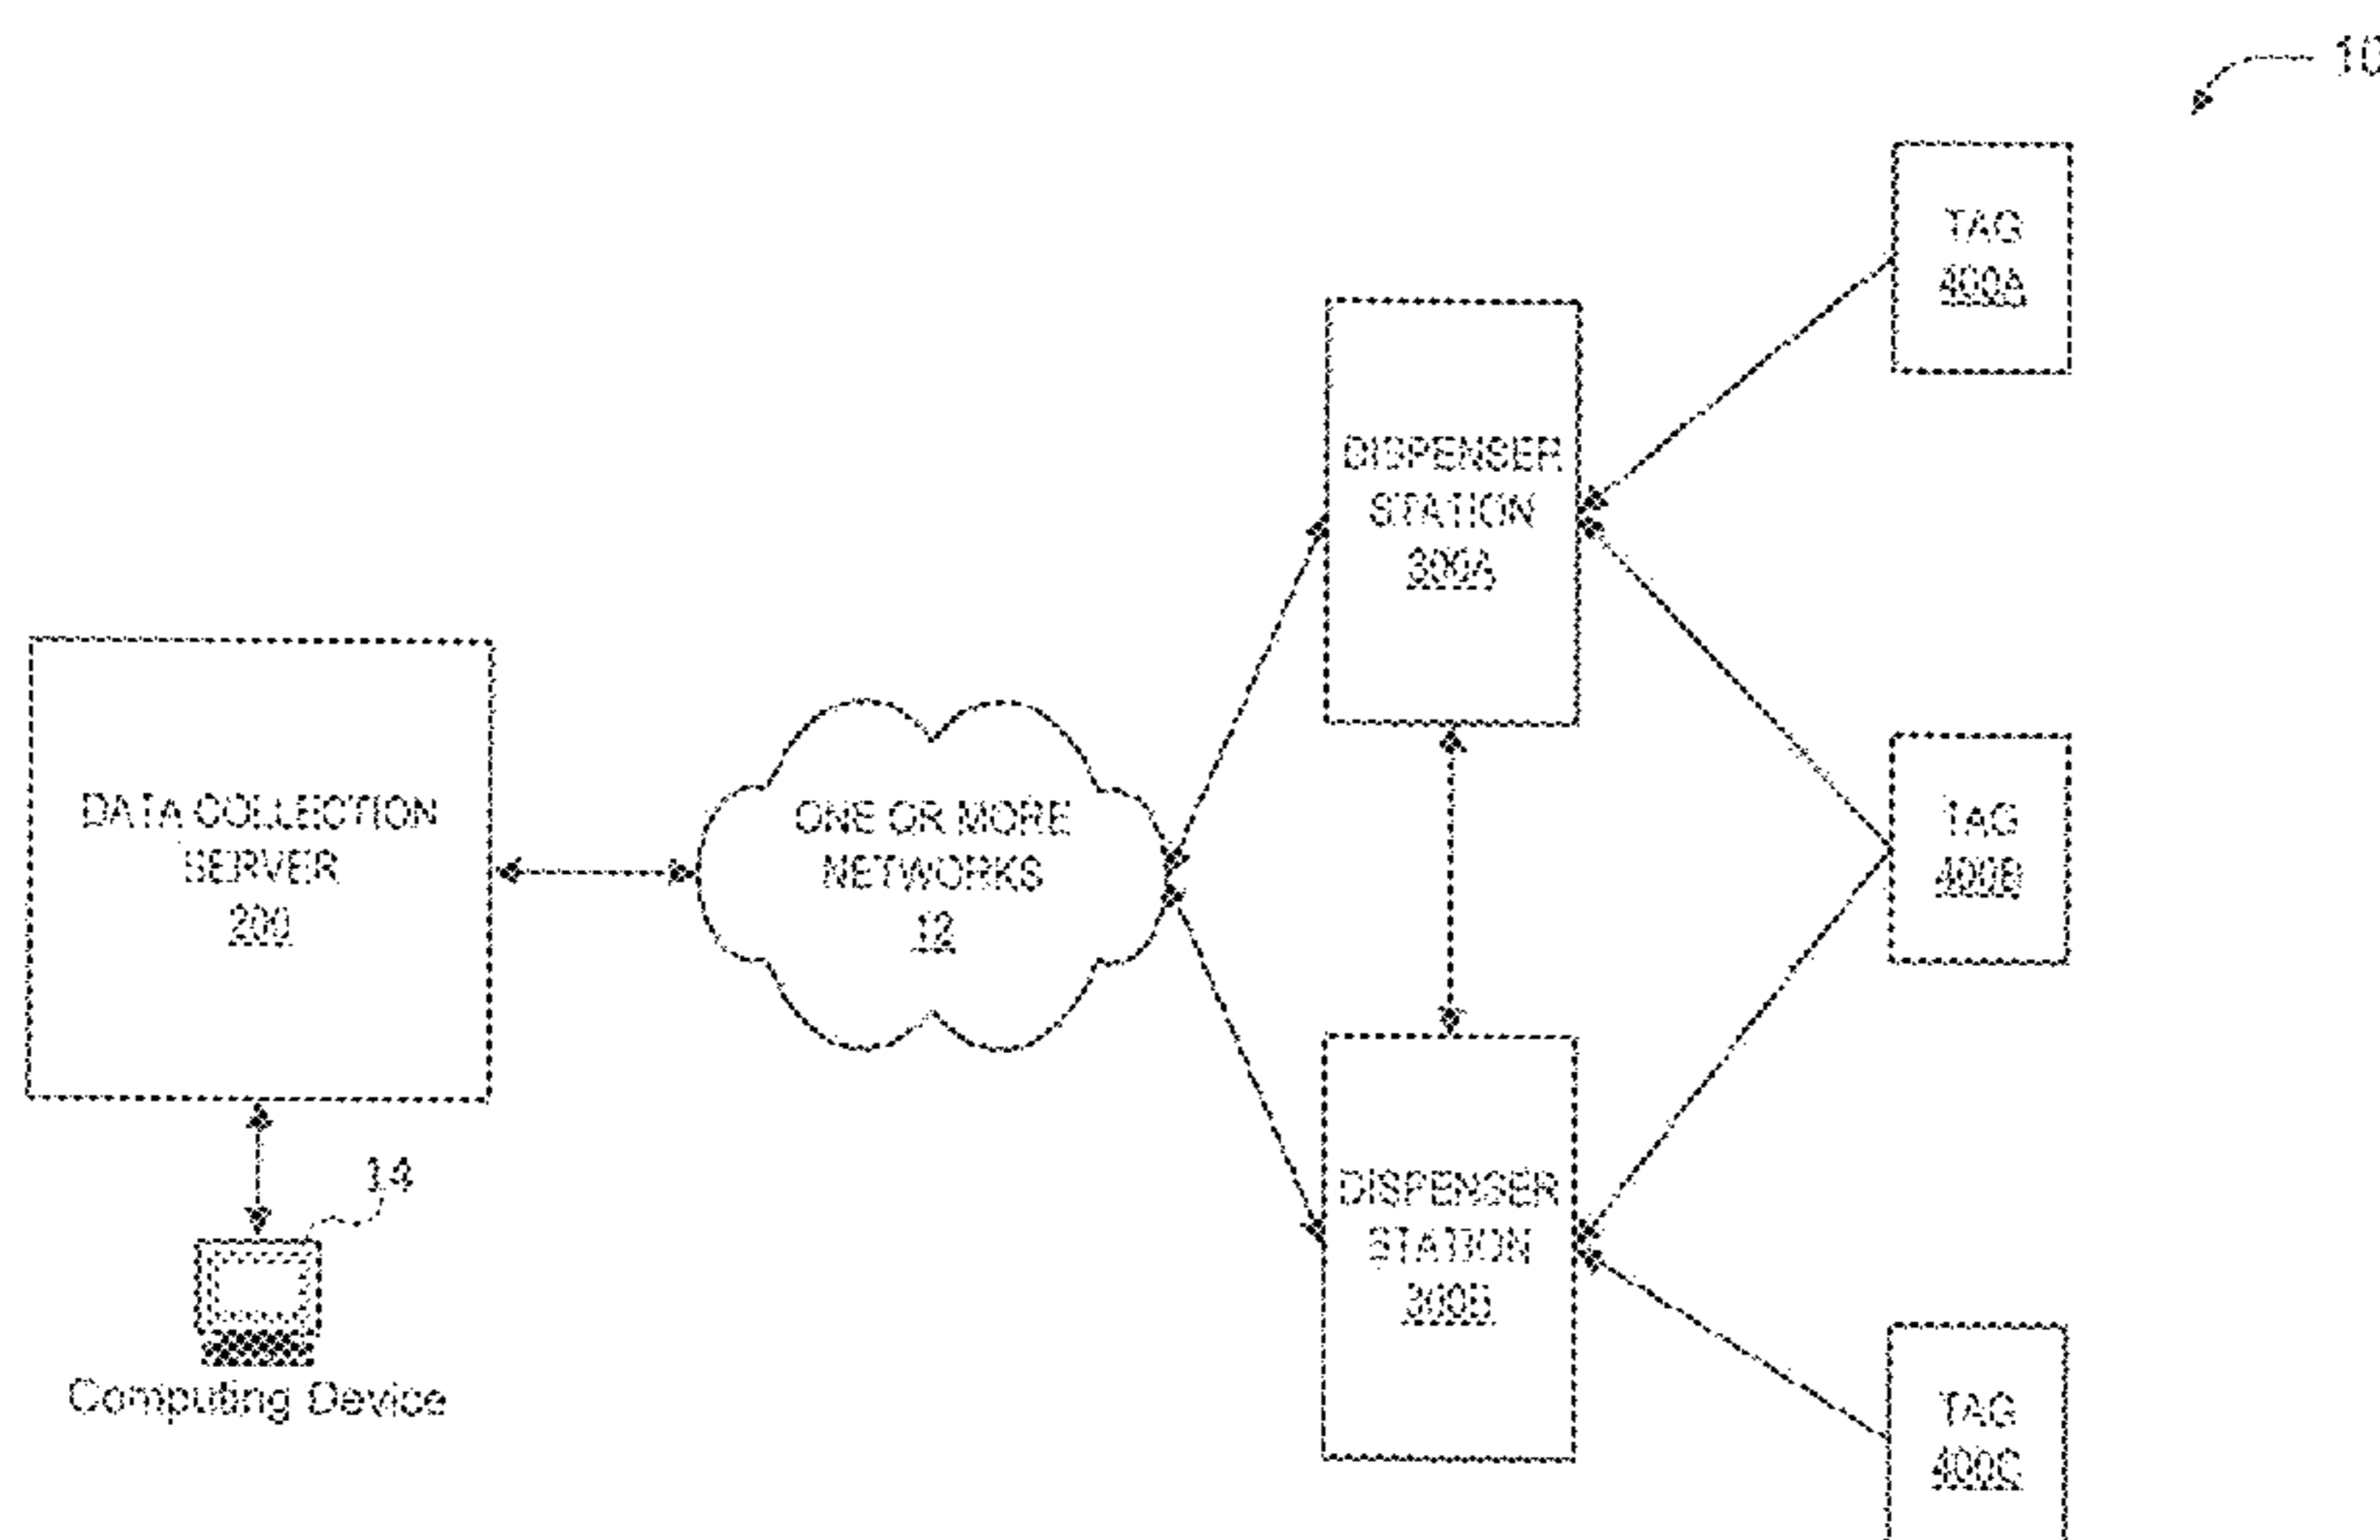 10
TAG
400A
DISPENSER
STATION
300A
DATA COLLECTION
SERVER
200
ONE OR MORE
NETWORKS
12
TAG
400B
14
DISPENSER
STATION
300B
Computing Device
TAG
400C